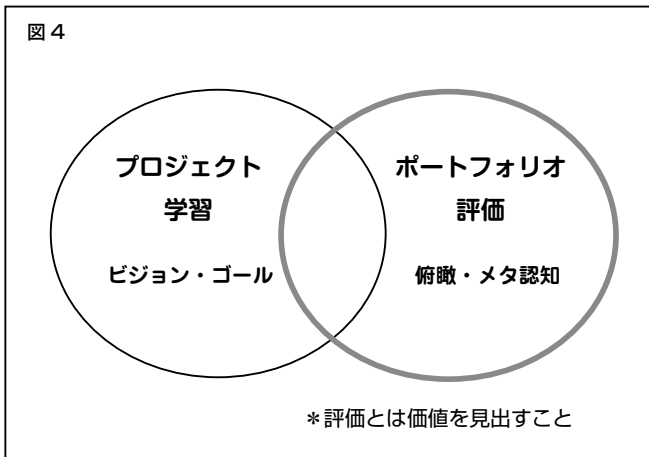 図４
プロジェクト
学習
ビジョン・ゴール
ポートフォリオ
評価
俯瞰・メタ認知
＊評価とは価値を見出すこと